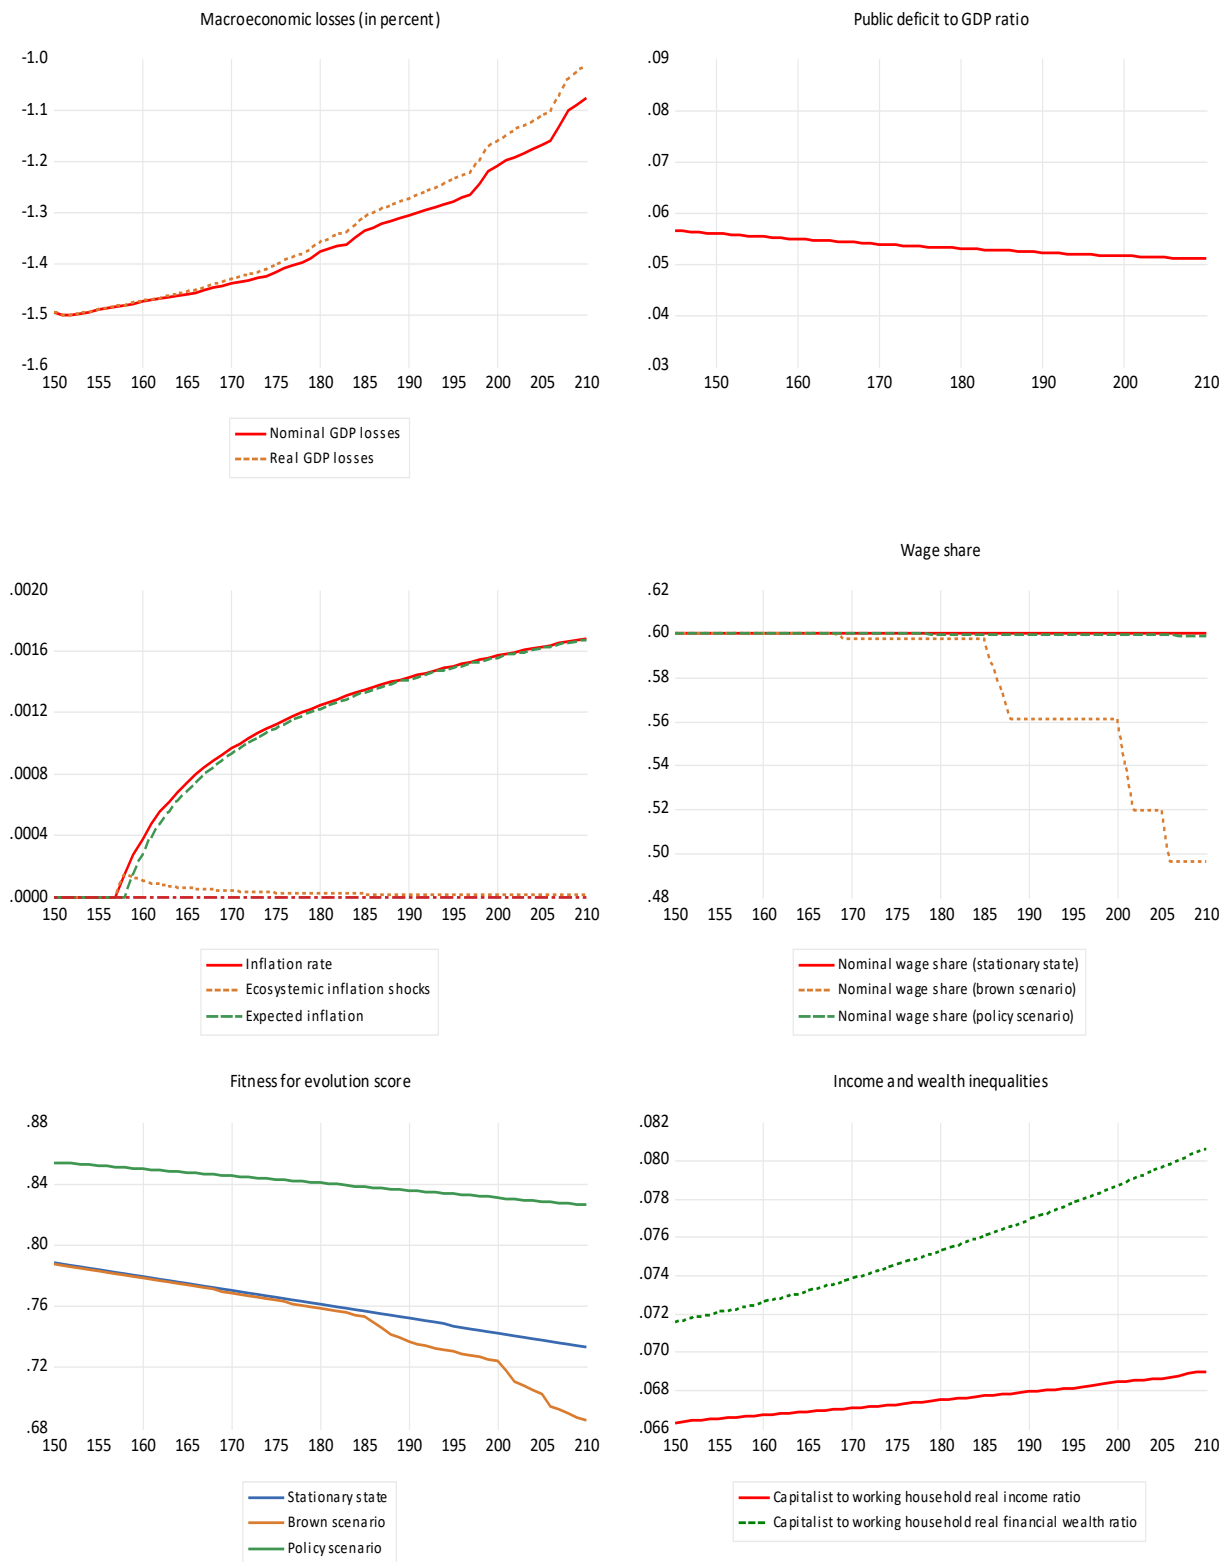 Macroeconomic losses (in percent)
-1.0
-1.1
-1.2
-1.3
-1.4
-1.5
-1.6
150 155 160 165 170 175 180 185 190 195 200 205 210
Nominal GDP losses
Real GDP losses
Public deficit to GDP ratio
.09
.08
.07
.06
.05
.04
.03
150 160 170 180 190 200 210
.0020
.0016
.0012
.0008
.0004
.0000
150 155 160 165 170 175 180 185 190 195 200 205 210
Inflation rate
Ecosystemic inflation shocks
Expected inflation
Wage share
.62
.60
.58
.56
.54
.52
.50
.48
150 155 160 165 170 175 180 185 190 195 200 205 210
Nominal wage share (stationary state)
Nominal wage share (brown scenario)
Nominal wage share (policy scenario)
Fitness for evolution score
.88
.84
.80
.76
.72
.68
150 155 160 165 170 175 180 185 190 195 200 205 210
Stationary state
Brown scenario
Policy scenario
Income and wealth inequalities
.082
.080
.078
.076
.074
.072
.070
.068
.066
150 155 160 165 170 175 180 185 190 195 200 205 210
Capitalist to working household real income ratio
Capitalist to working household real financial wealth ratio